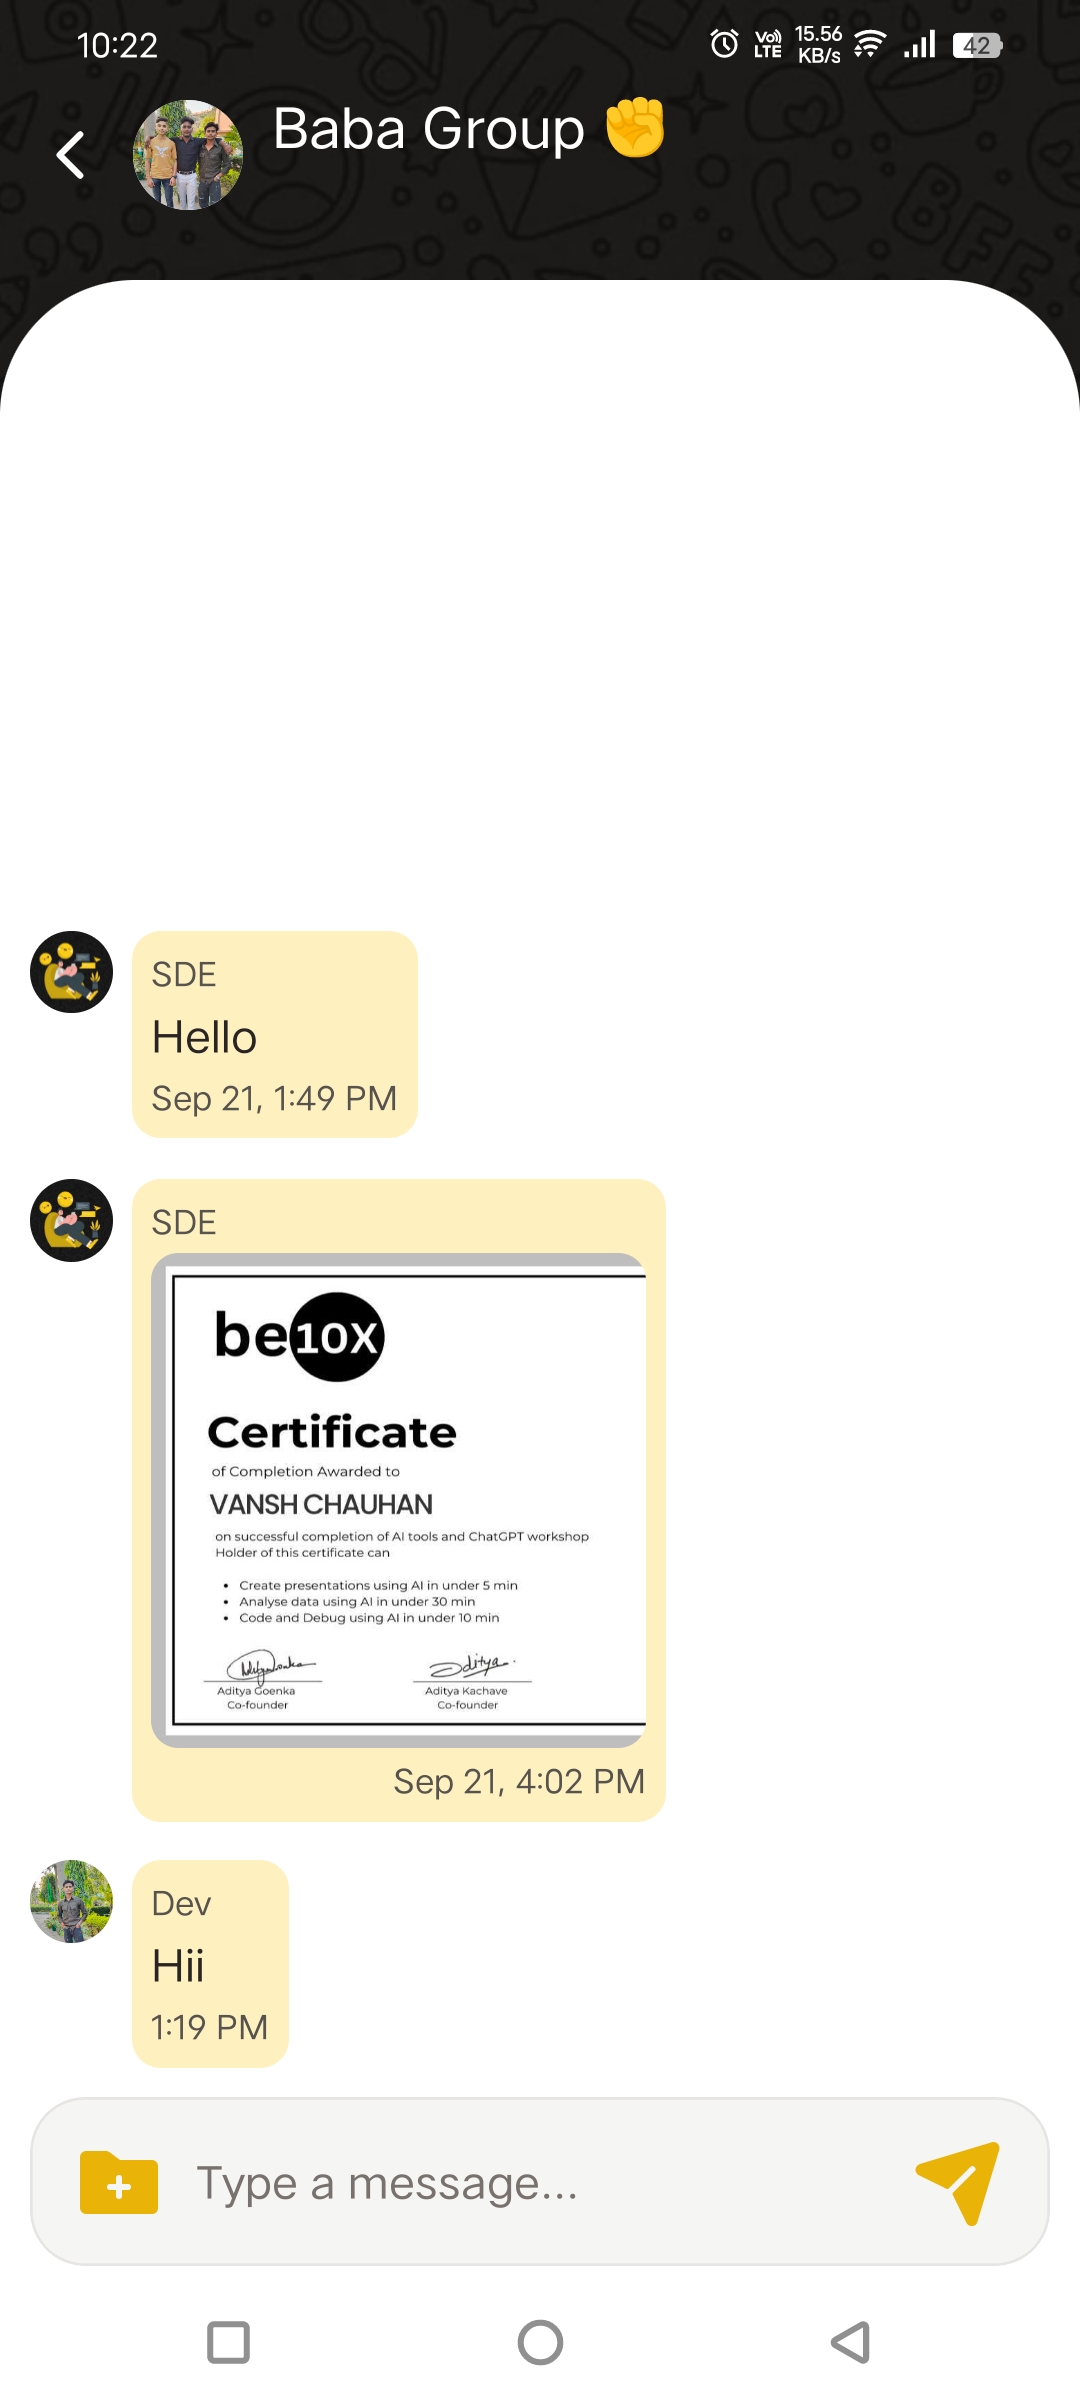 10:22
Vo) LTE
15.56 KB/s
42
Baba Group ✊
SDE
Hello
Sep 21, 1:49 PM
SDE
be10X
Certificate
of Completion Awarded to
VANSH CHAUHAN
on successful completion of AI tools and ChatGPT workshop
Holder of this certificate can
• Create presentations using AI in under 5 min
• Analyse data using AI in under 30 min
• Code and Debug using AI in under 10 min
Aditya
Aditya Goenka
Co-founder
Aditya Kachave
Co-founder
Sep 21, 4:02 PM
Dev
Hii
1:19 PM
Type a message...